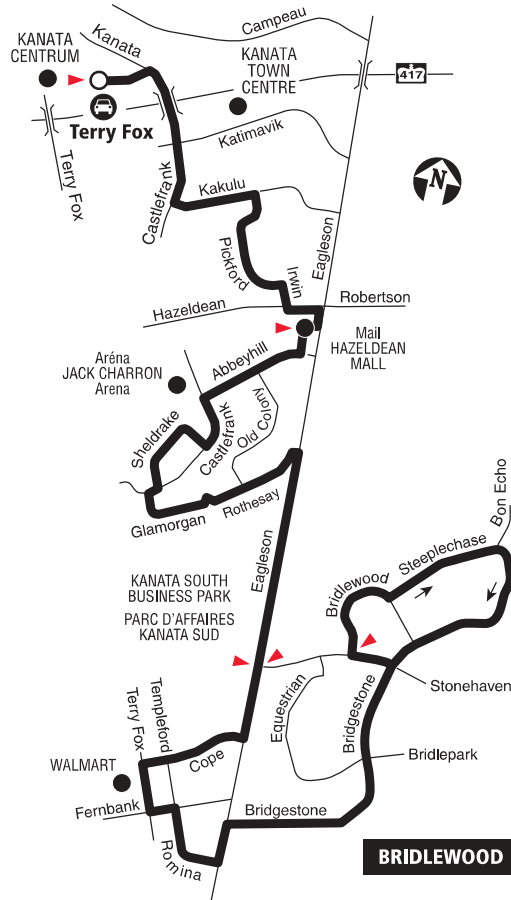 Campeau
Kanata
KANATA
CENTRUM
KANATA
TOWN
CENTRE
417
Terry Fox
Katimavik
Terry Fox
Castlefrank
Kakulu
N
Eagleson
Pickford
Irwin
Hazeldean
Robertson
Mail
HAZELDEAN
MALL
Abbeyhill
Aréna
JACK CHARRON
Arena
Sheldrake
Castlefrank
Old Colony
Glamorgan
Rothesay
Bon Echo
Steeplechase
Eagleson
Bridlewood
KANATA SOUTH
BUSINESS PARK
PARC D'AFFAIRES
KANATA SUD
Equestrian
Bridgestone
Stonehaven
Terry Fox
Templeford
Cope
Bridlepark
WALMART
Fernbank
Bridgestone
Romina
BRIDLEWOOD